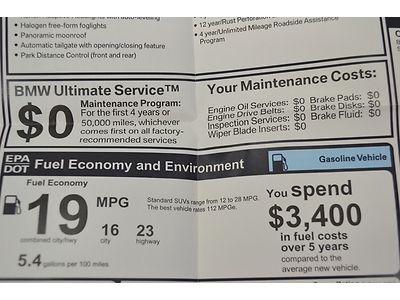 with auto-leveling
• Halogen free-form foglights
• Panoramic moonroof
• Automatic tailgate with opening/closing feature
• Park Distance Control (front and rear)
• 12 year/Rust Perforation
• 4 year/Unlimited Mileage Roadside Assistance
Program
BMW Ultimate Service™
$0
Maintenance Program:
For the first 4 years or
50,000 miles, whichever
comes first on all factory-
recommended services
Your Maintenance Costs:
Engine Oil Services: $0 Brake Pads: $0
Engine Drive Belts: $0 Brake Disks: $0
Inspection Services: $0 Brake Fluid: $0
Wiper Blade Inserts: $0
EPA
DOT
Fuel Economy and Environment
Gasoline Vehicle
Fuel Economy
19 MPG
combined city/hwy
16
city
23
highway
Standard SUVs range from 12 to 28 MPG.
The best vehicle rates 112 MPGe.
5.4 gallons per 100 miles
You spend
$3,400
in fuel costs
over 5 years
compared to the
average new vehicle.